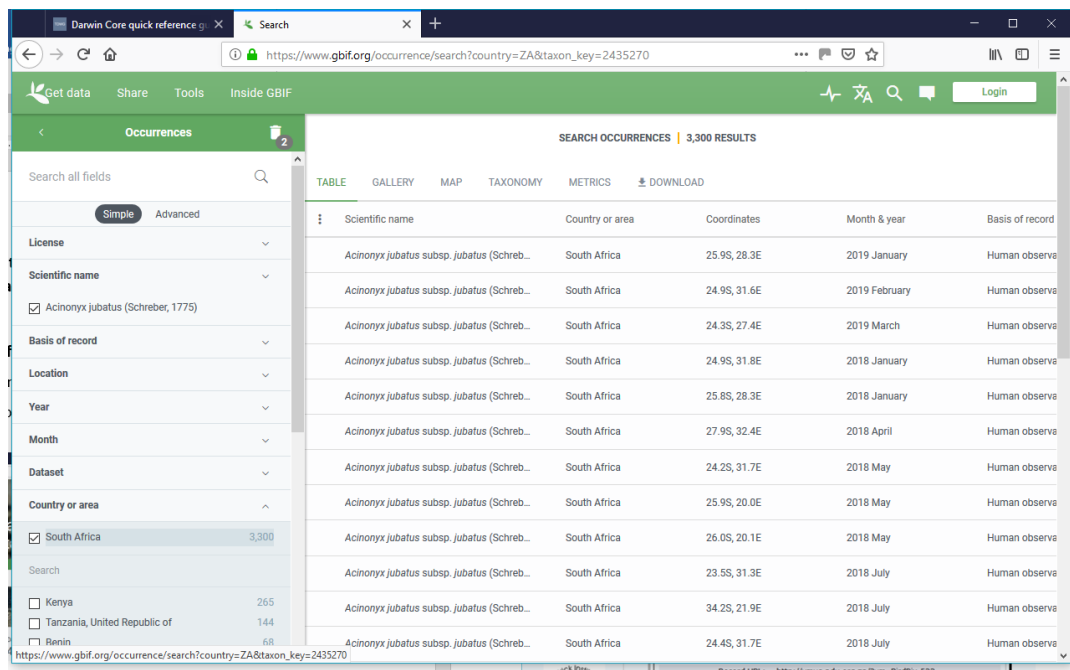 Darwin Core quick reference gu
Search
https://www.gbif.org/occurrence/search?country=ZA&taxon_key=2435270
Get data Share Tools Inside GBIF Login
Occurrences 2
Search all fields
Simple Advanced
License
Scientific name
Acinonyx jubatus (Schreber, 1775)
Basis of record
Location
Year
Month
Dataset
Country or area
South Africa 3,300
Search
Kenya 265
Tanzania, United Republic of 144
Benin 68
https://www.gbif.org/occurrence/search?country=ZA&taxon_key=2435270
SEARCH OCCURRENCES | 3,300 RESULTS
TABLE GALLERY MAP TAXONOMY METRICS DOWNLOAD
Scientific name Country or area Coordinates Month & year Basis of record
Acinonyx jubatus subsp. jubatus (Schreb... South Africa 25.9S, 28.3E 2019 January Human observa
Acinonyx jubatus subsp. jubatus (Schreb... South Africa 24.9S, 31.6E 2019 February Human observa
Acinonyx jubatus subsp. jubatus (Schreb... South Africa 24.3S, 27.4E 2019 March Human observa
Acinonyx jubatus subsp. jubatus (Schreb... South Africa 24.9S, 31.8E 2018 January Human observa
Acinonyx jubatus subsp. jubatus (Schreb... South Africa 25.8S, 28.3E 2018 January Human observa
Acinonyx jubatus subsp. jubatus (Schreb... South Africa 27.9S, 32.4E 2018 April Human observa
Acinonyx jubatus subsp. jubatus (Schreb... South Africa 24.2S, 31.7E 2018 May Human observa
Acinonyx jubatus subsp. jubatus (Schreb... South Africa 25.9S, 20.0E 2018 May Human observa
Acinonyx jubatus subsp. jubatus (Schreb... South Africa 26.0S, 20.1E 2018 May Human observa
Acinonyx jubatus subsp. jubatus (Schreb... South Africa 23.5S, 31.3E 2018 July Human observa
Acinonyx jubatus subsp. jubatus (Schreb... South Africa 34.2S, 21.9E 2018 July Human observa
Acinonyx jubatus subsp. jubatus (Schreb... South Africa 24.4S, 31.7E 2018 July Human observa